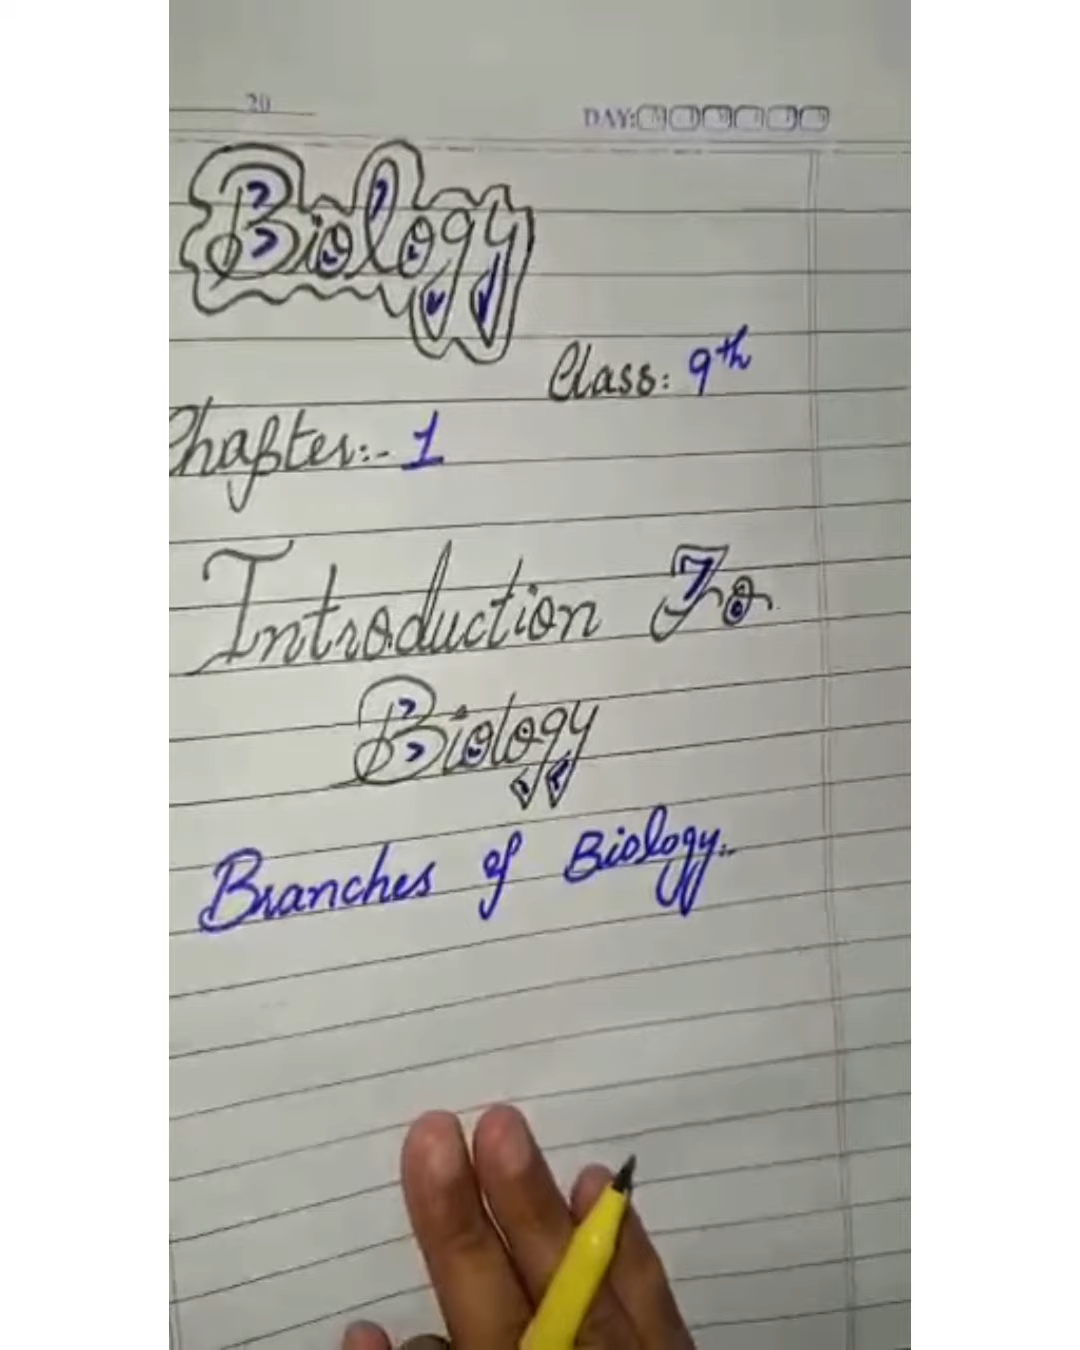 20
DAY:
Biology
Class: 9th
Chapter:- 1
Introduction To
Biology
Branches of Biology:-